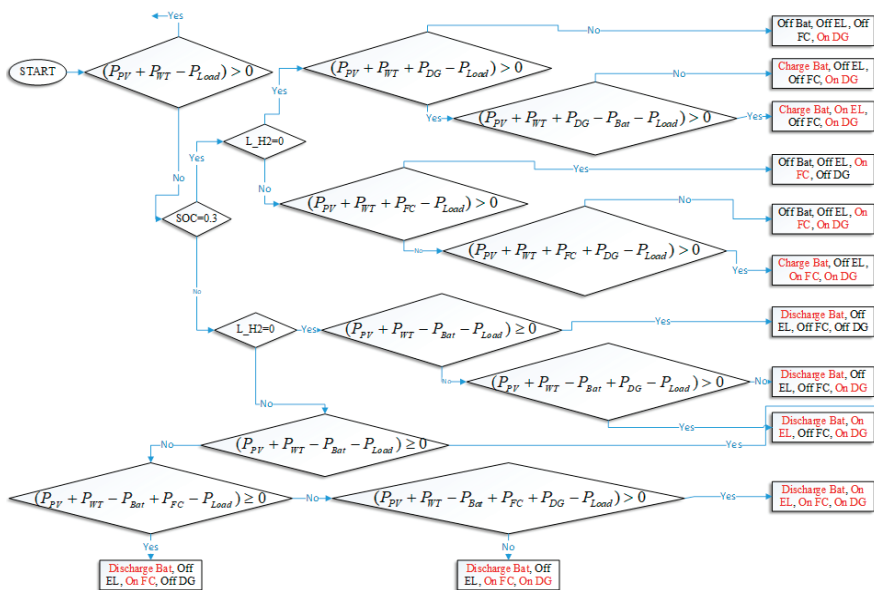 Yes
START
(P_PV + P_WT − P_Load) > 0
Yes
No
SOC=0.3
Yes
No
L_H2=0
Yes
No
(P_PV + P_WT + P_DG − P_Load) > 0
No
Off Bat, Off EL, Off
FC, On DG
Yes
(P_PV + P_WT + P_DG − P_Bat − P_Load) > 0
No
Charge Bat, Off EL,
Off FC, On DG
Yes
Charge Bat, On EL,
Off FC, On DG
(P_PV + P_WT + P_FC − P_Load) > 0
Yes
Off Bat, Off EL, On
FC, Off DG
No
(P_PV + P_WT + P_FC + P_DG − P_Load) > 0
No
Off Bat, Off EL, On
FC, On DG
Yes
Charge Bat, Off EL,
On FC, On DG
L_H2=0
Yes
(P_PV + P_WT − P_Bat − P_Load) ≥ 0
Yes
Discharge Bat, Off
EL, Off FC, Off DG
No
(P_PV + P_WT − P_Bat + P_DG − P_Load) > 0
No
Discharge Bat, Off
EL, Off FC, On DG
Yes
Discharge Bat, On
EL, Off FC, On DG
No
(P_PV + P_WT − P_Bat − P_Load) ≥ 0
Yes
No
(P_PV + P_WT − P_Bat + P_FC − P_Load) ≥ 0
No
(P_PV + P_WT − P_Bat + P_FC + P_DG − P_Load) > 0
Yes
Discharge Bat, On
EL, On FC, On DG
Yes
Discharge Bat, Off
EL, On FC, Off DG
No
Discharge Bat, Off
EL, On FC, On DG